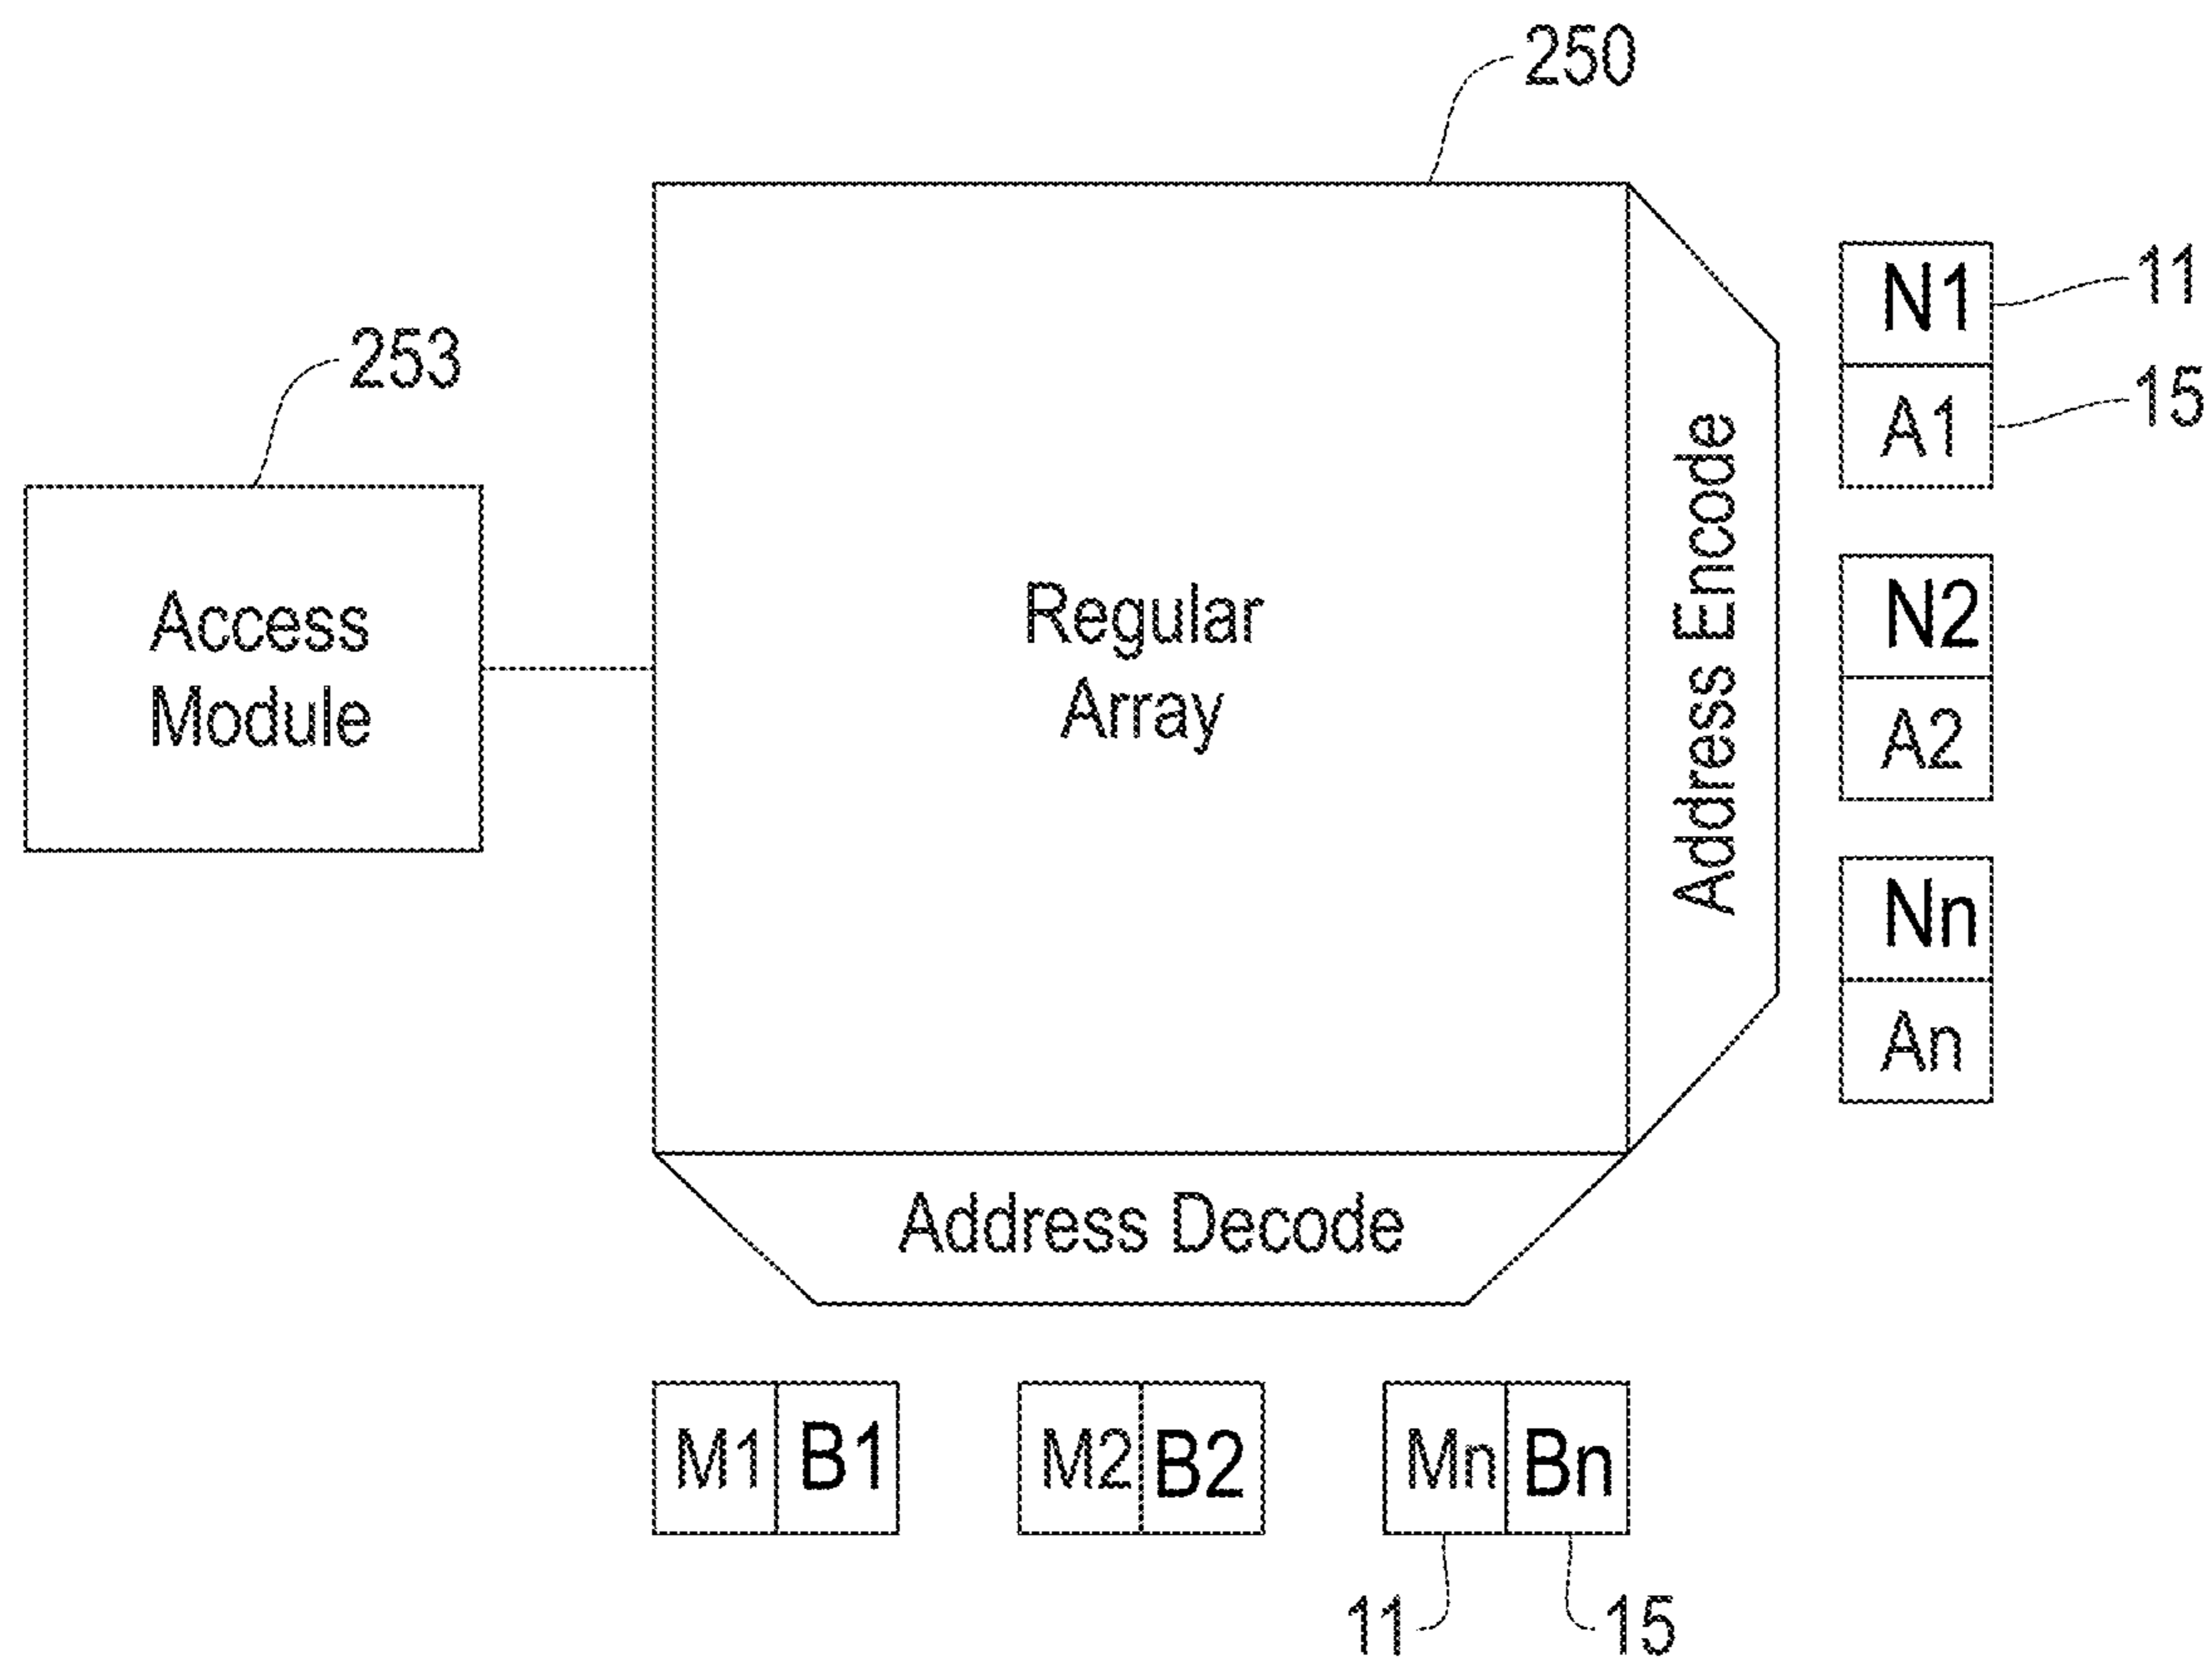 250
N1
11
253
A1
15
Access
Module
Regular
Array
Address Encode
N2
A2
Nn
An
Address Decode
M1 B1
M2 B2
Mn Bn
11
15